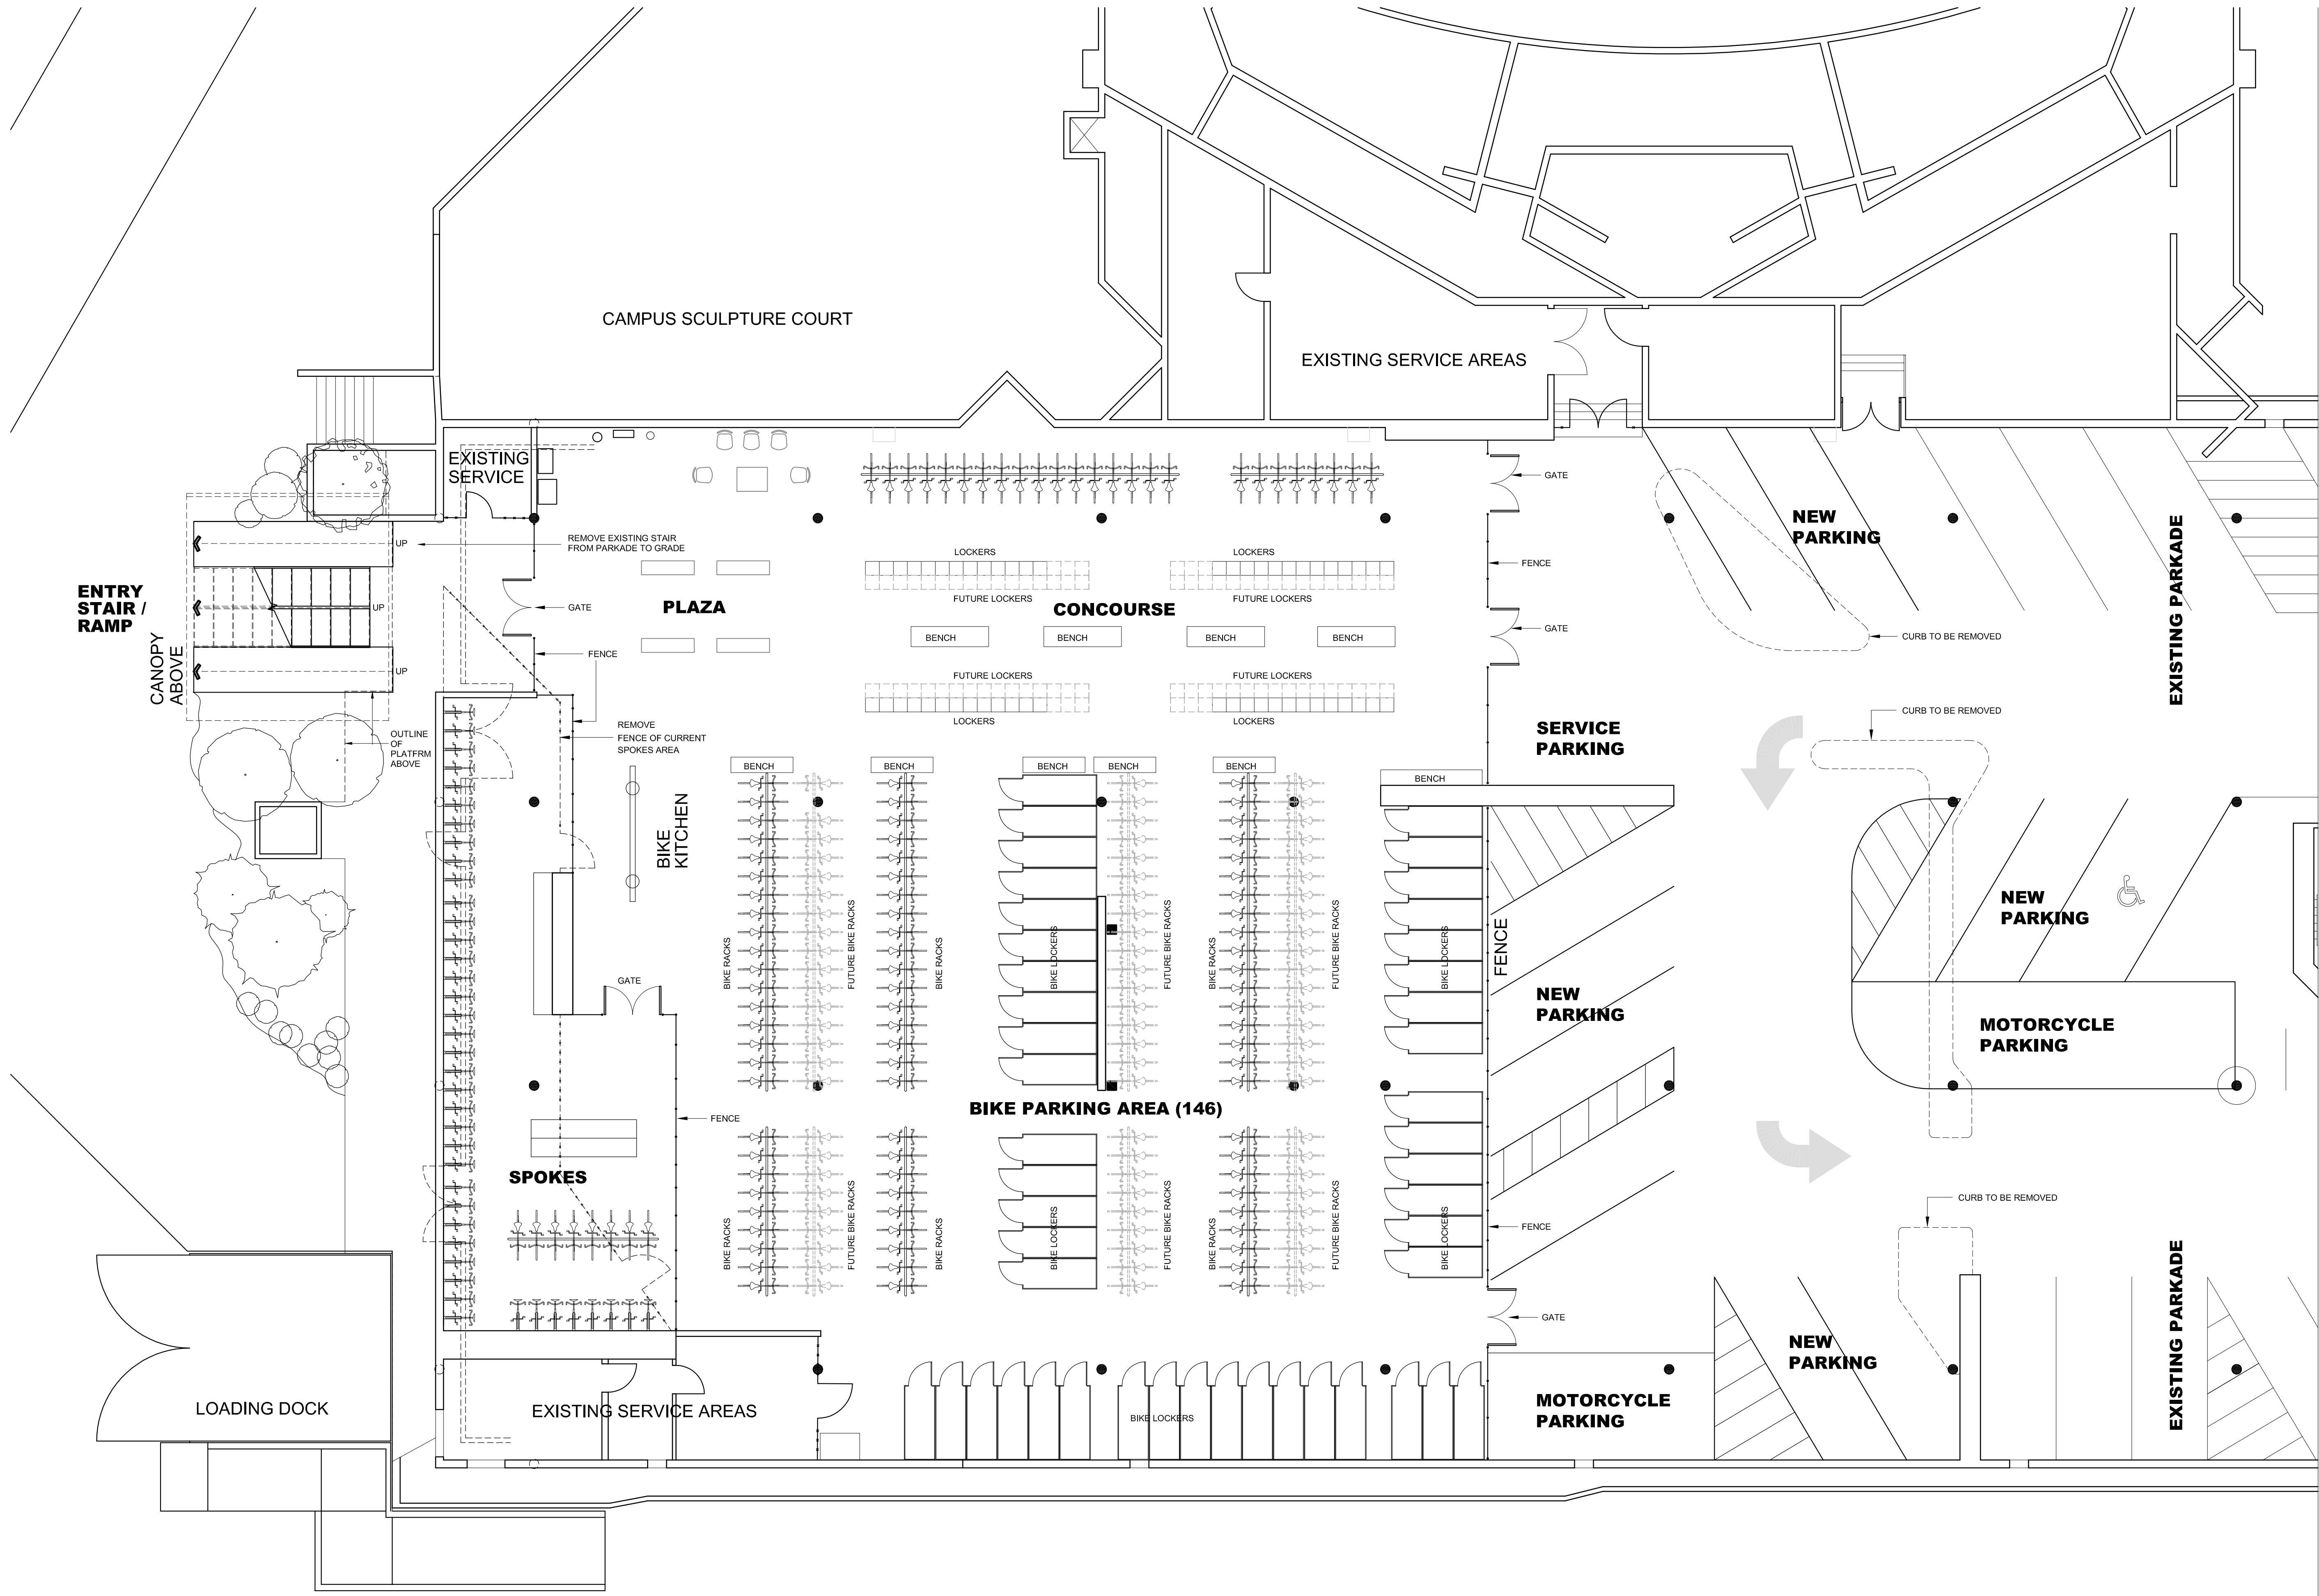 CAMPUS SCULPTURE COURT
EXISTING SERVICE AREAS
EXISTING
SERVICE
GATE
NEW
PARKING
EXISTING PARKADE
UP
REMOVE EXISTING STAIR
FROM PARKADE TO GRADE
LOCKERS
LOCKERS
FENCE
ENTRY
STAIR /
RAMP
UP
GATE
PLAZA
FUTURE LOCKERS
CONCOURSE
FUTURE LOCKERS
GATE
CURB TO BE REMOVED
BENCH
BENCH
BENCH
BENCH
CANOPY
ABOVE
UP
FENCE
FUTURE LOCKERS
FUTURE LOCKERS
CURB TO BE REMOVED
LOCKERS
LOCKERS
REMOVE
FENCE OF CURRENT
SPOKES AREA
OUTLINE
OF
PLATFRM
ABOVE
SERVICE
PARKING
BENCH
BENCH
BENCH
BENCH
BENCH
BENCH
BIKE
KITCHEN
NEW
PARKING
BIKE RACKS
FUTURE BIKE RACKS
BIKE RACKS
BIKE LOCKERS
FUTURE BIKE RACKS
BIKE RACKS
FUTURE BIKE RACKS
BIKE LOCKERS
FENCE
GATE
NEW
PARKING
MOTORCYCLE
PARKING
BIKE PARKING AREA (146)
FENCE
SPOKES
BIKE RACKS
FUTURE BIKE RACKS
BIKE RACKS
BIKE LOCKERS
FUTURE BIKE RACKS
BIKE RACKS
FUTURE BIKE RACKS
BIKE LOCKERS
FENCE
CURB TO BE REMOVED
GATE
NEW
PARKING
EXISTING PARKADE
LOADING DOCK
EXISTING SERVICE AREAS
BIKE LOCKERS
MOTORCYCLE
PARKING